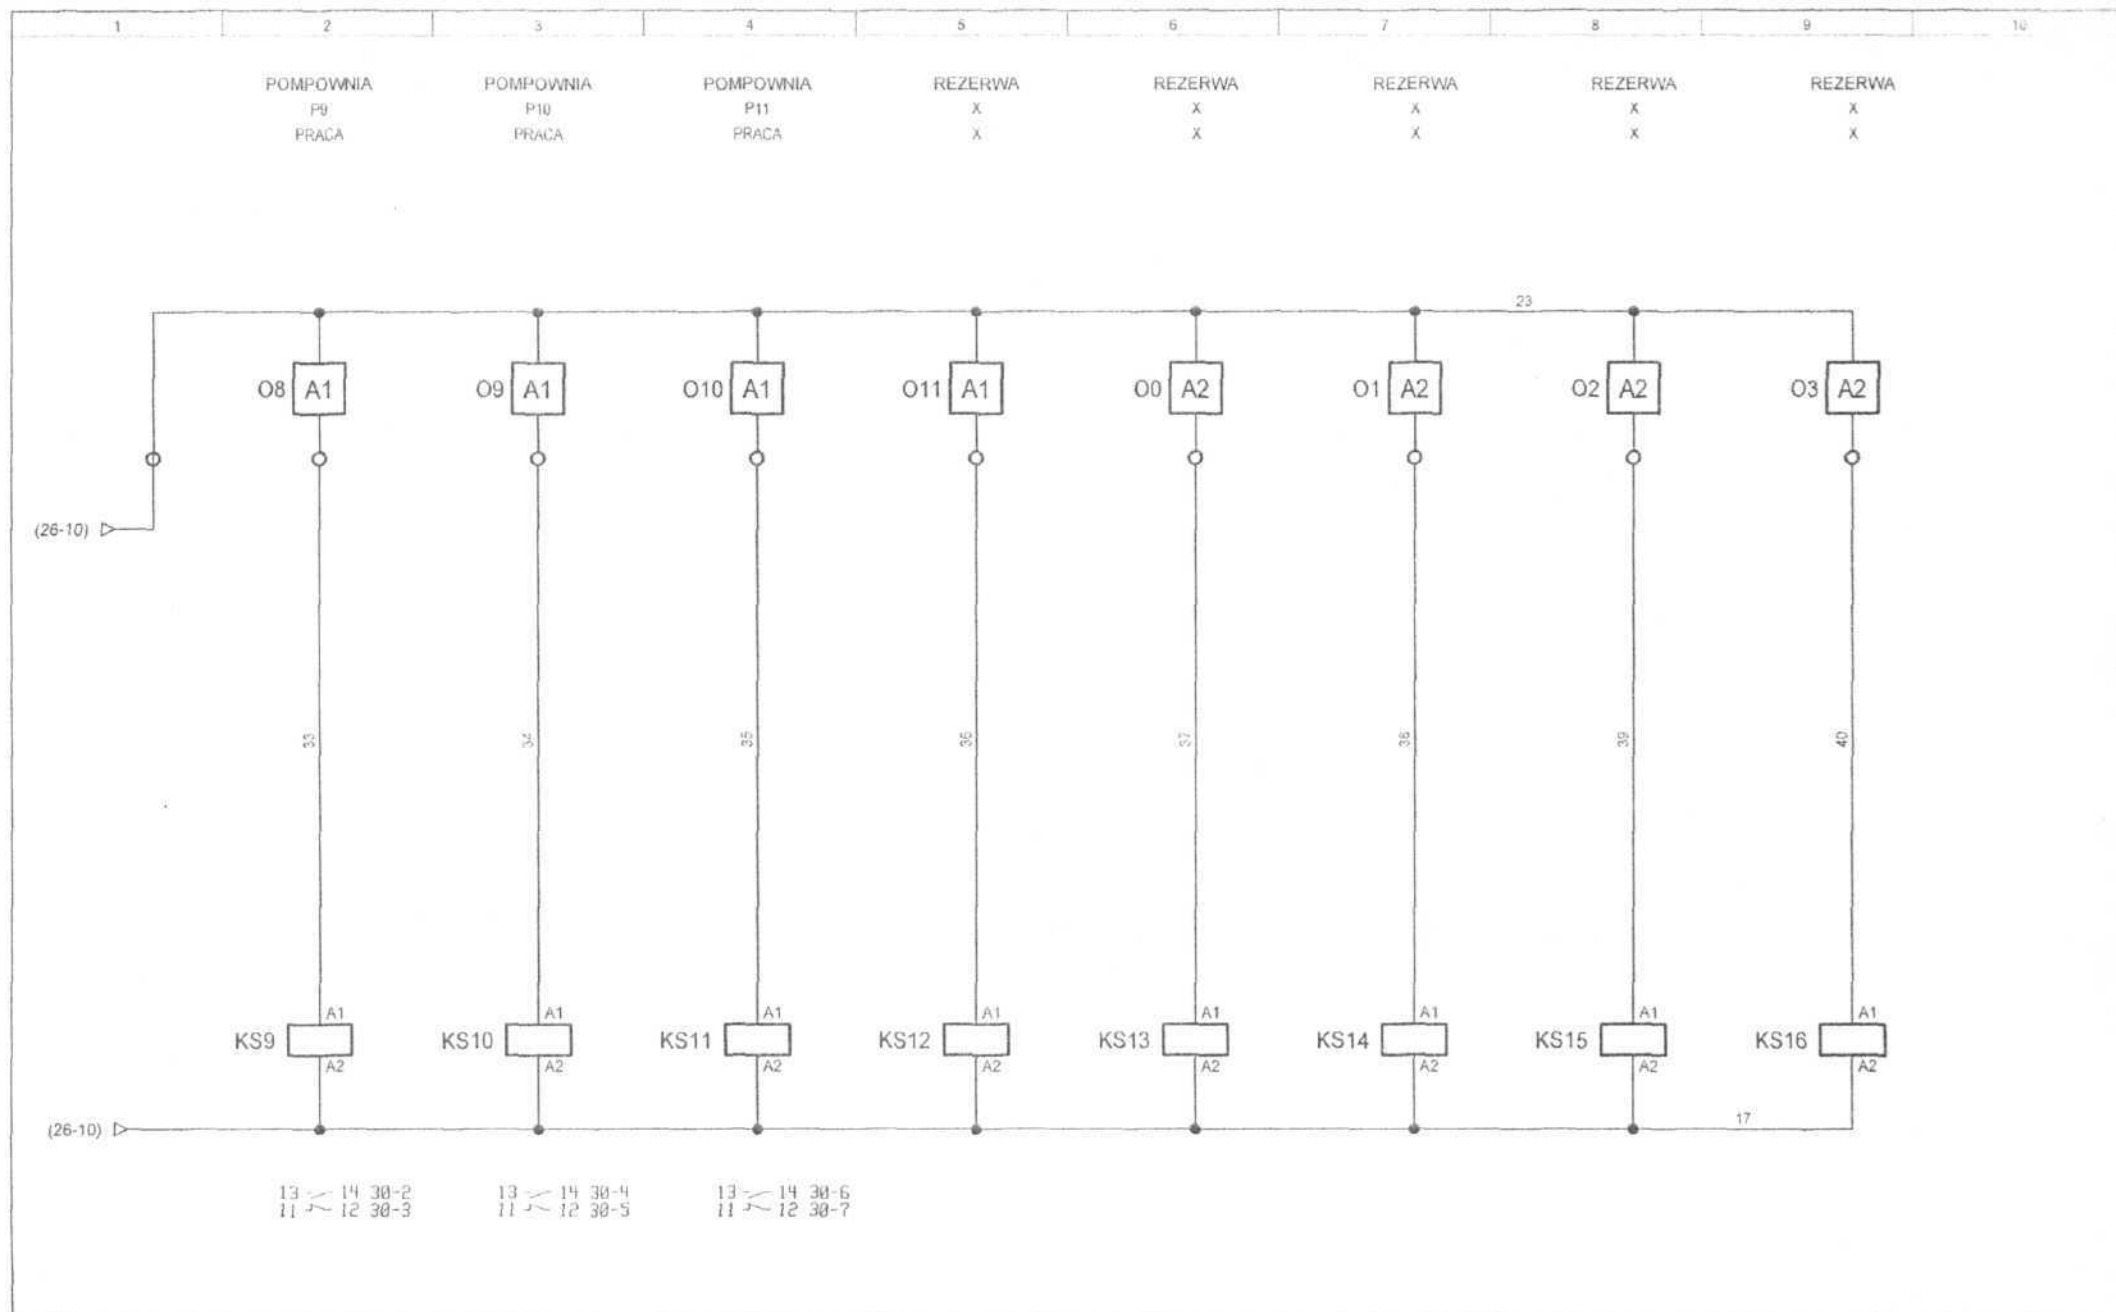 1 2 3 4 5 6 7 8 9 10
POMPOWNIA POMPOWNIA POMPOWNIA REZERWA REZERWA REZERWA REZERWA REZERWA
P9 P10 P11 X X X X X
PRACA PRACA PRACA X X X X X
23
O8 A1 O9 A1 O10 A1 O11 A1 O0 A2 O1 A2 O2 A2 O3 A2
(26-10)
33 34 35 36 37 38 39 40
A1 A1 A1 A1 A1 A1 A1 A1
KS9 KS10 KS11 KS12 KS13 KS14 KS15 KS16
A2 A2 A2 A2 A2 A2 A2 A2
(26-10) 17
13 14 30-2 13 14 30-4 13 14 30-6
11 12 30-3 11 12 30-5 11 12 30-7